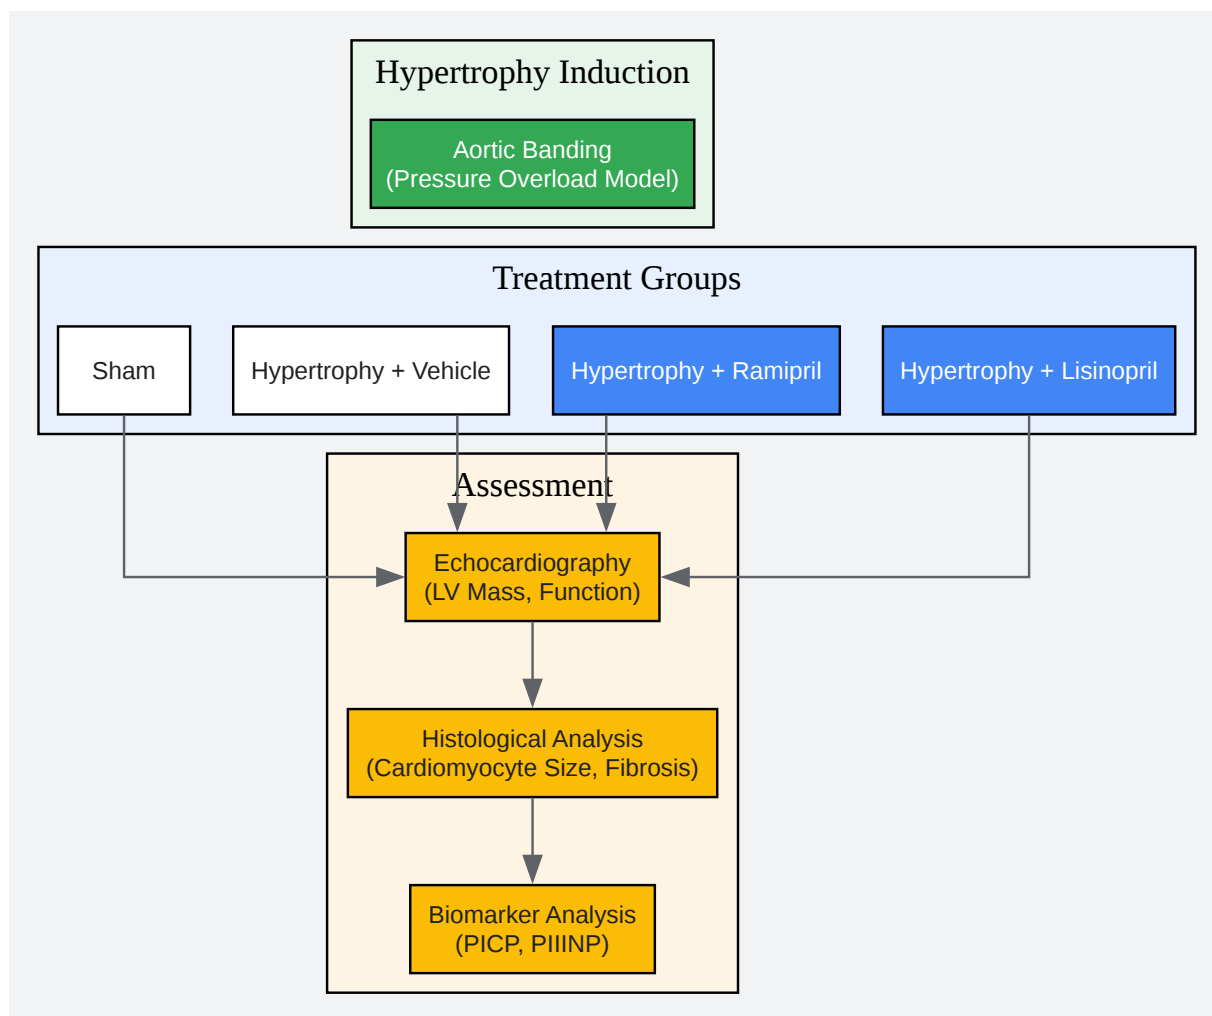 Hypertrophy Induction
Aortic Banding
(Pressure Overload Model)
Treatment Groups
Sham
Hypertrophy + Vehicle
Hypertrophy + Ramipril
Hypertrophy + Lisinopril
Assessment
Echocardiography
(LV Mass, Function)
Histological Analysis
(Cardiomyocyte Size, Fibrosis)
Biomarker Analysis
(PICP, PIIINP)